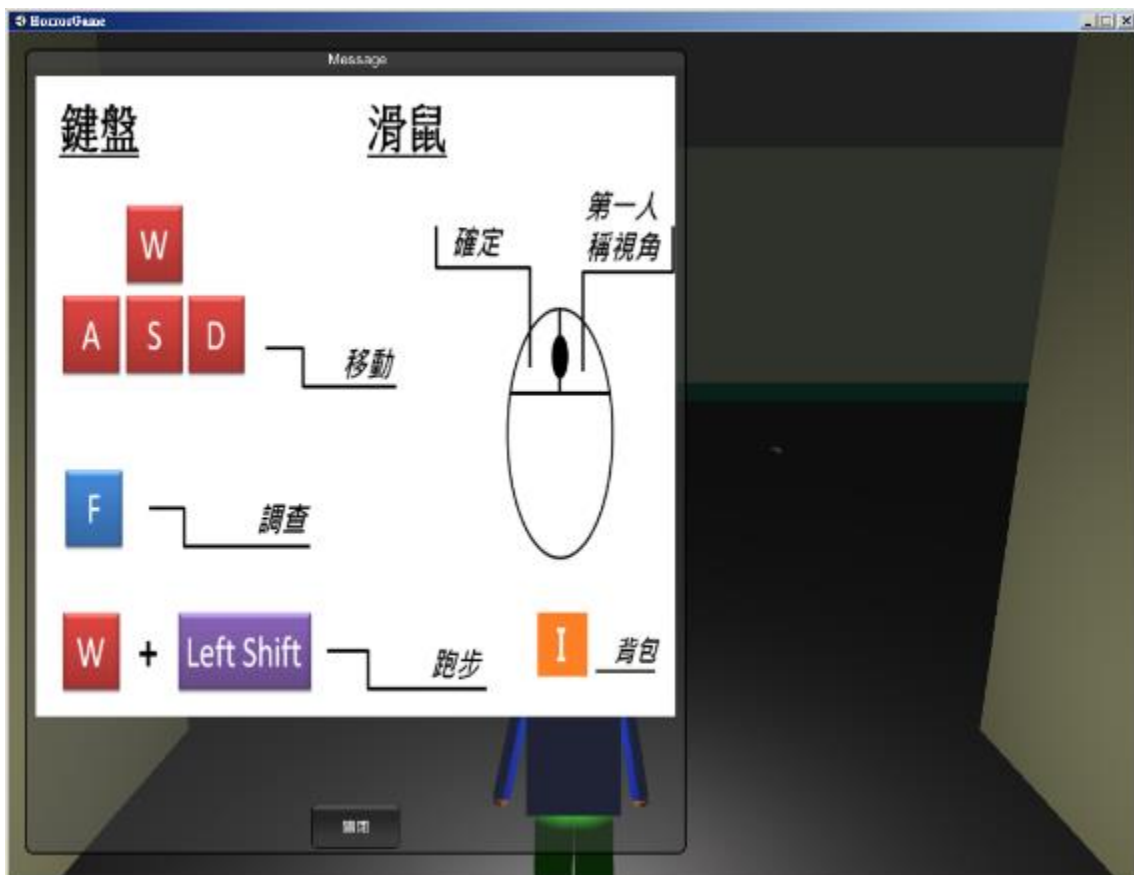 HorrorGame
Message
鍵盤
滑鼠
第一人
稱視角
確定
W
A S D
移動
F
調查
W + Left Shift
跑步
I
背包
關閉